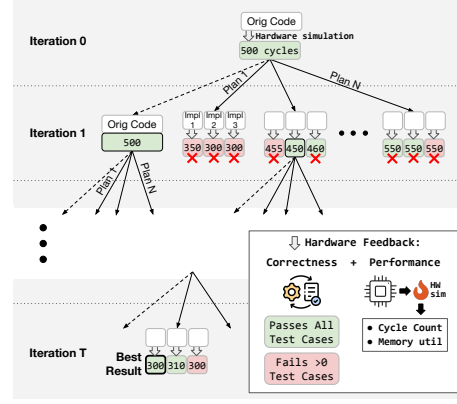 Orig Code
Iteration 0
Hardware simulation
500 cycles
Plan 1
Plan N
Iteration 1
Orig Code
500
Impl 1
Impl 2
Impl 3
350 300 300
455 450 460
550 550 550
Plan 1
Plan N
Hardware Feedback:
Correctness + Performance
HW
sim
Passes All
Test Cases
Fails >0
Test Cases
• Cycle Count
• Memory util
Iteration T
Best
Result
300 310 300